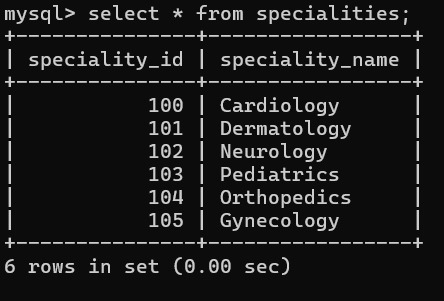 mysql> select * from specialities;
+---------------+-----------------+
| speciality_id | speciality_name |
+---------------+-----------------+
|           100 | Cardiology      |
|           101 | Dermatology     |
|           102 | Neurology       |
|           103 | Pediatrics      |
|           104 | Orthopedics     |
|           105 | Gynecology      |
+---------------+-----------------+
6 rows in set (0.00 sec)